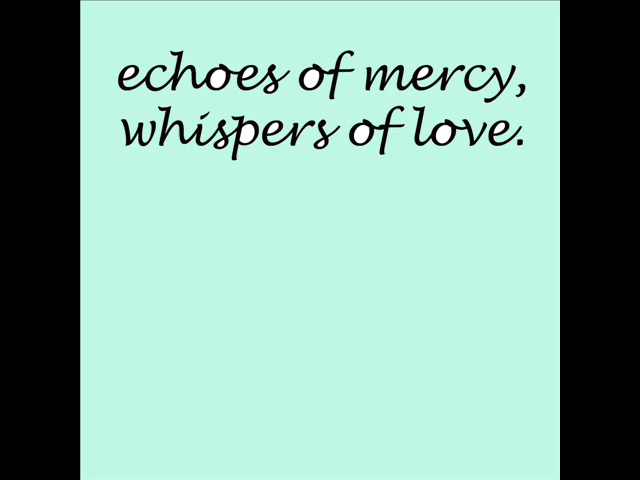 echoes of mercy,
whispers of love.